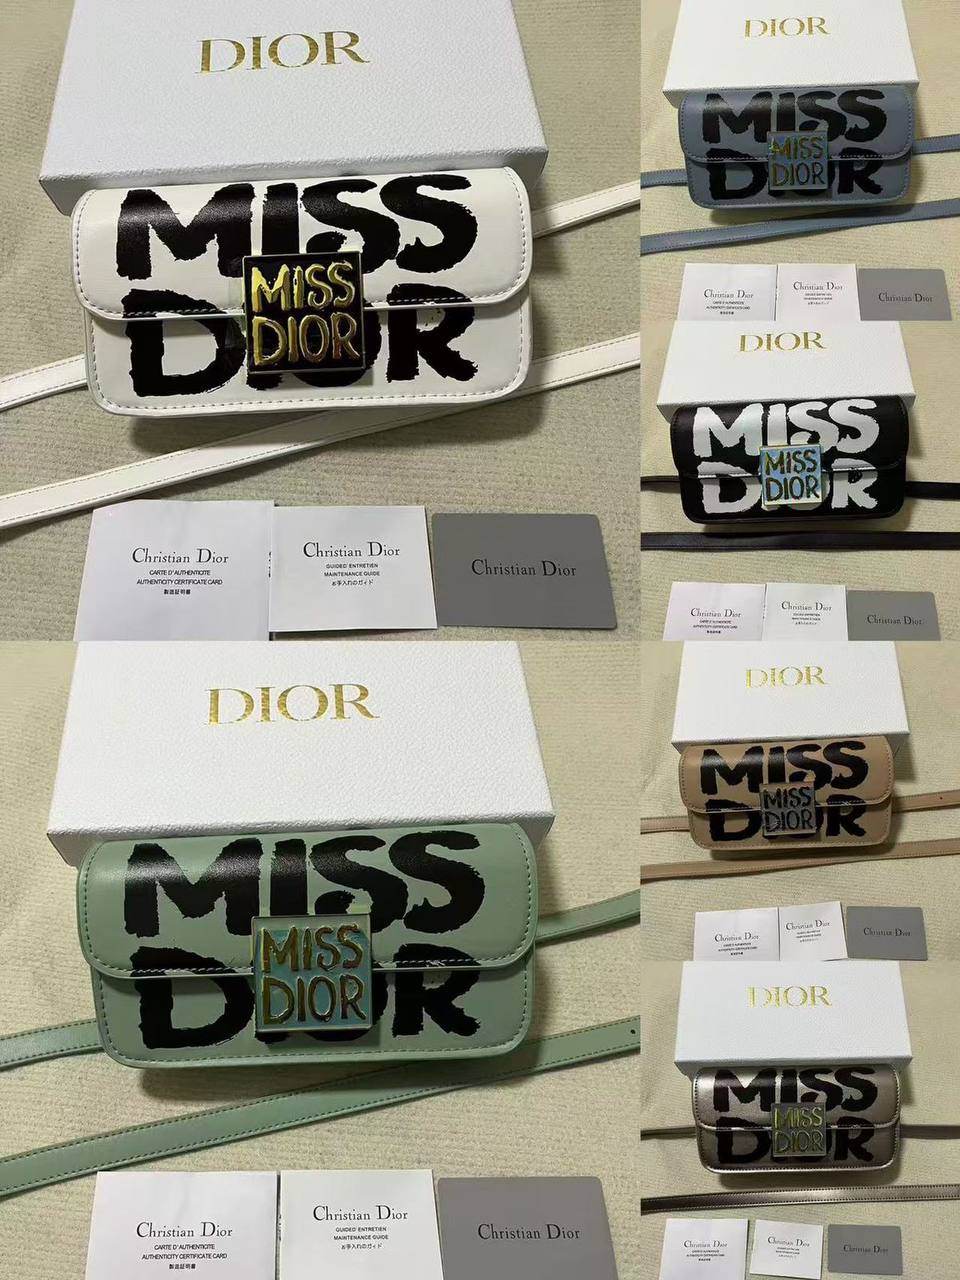 DIOR
MISS
DIOR
MISS
DIOR
Christian Dior
CARTE D'AUTHENTICITE
AUTHENTICITY CERTIFICATE CARD
製造証明書
Christian Dior
GUIDED' ENTRETIEN
MAINTENANCE GUIDE
お手入れのガイド
Christian Dior
DIOR
MISS
DIOR
MISS
DIOR
Christian Dior
Christian Dior
Christian Dior
DIOR
MISS
DIOR
MISS
DIOR
Christian Dior
Christian Dior
Christian Dior
DIOR
MISS
DIOR
MISS
DIOR
Christian Dior
CARTE D'AUTHENTICITE
AUTHENTICITY CERTIFICATE CARD
製造証明書
Christian Dior
GUIDED' ENTRETIEN
MAINTENANCE GUIDE
お手入れのガイド
Christian Dior
DIOR
MISS
DIOR
MISS
DIOR
Christian Dior
Christian Dior
Christian Dior
DIOR
MISS
DIOR
MISS
DIOR
Christian Dior
Christian Dior
Christian Dior